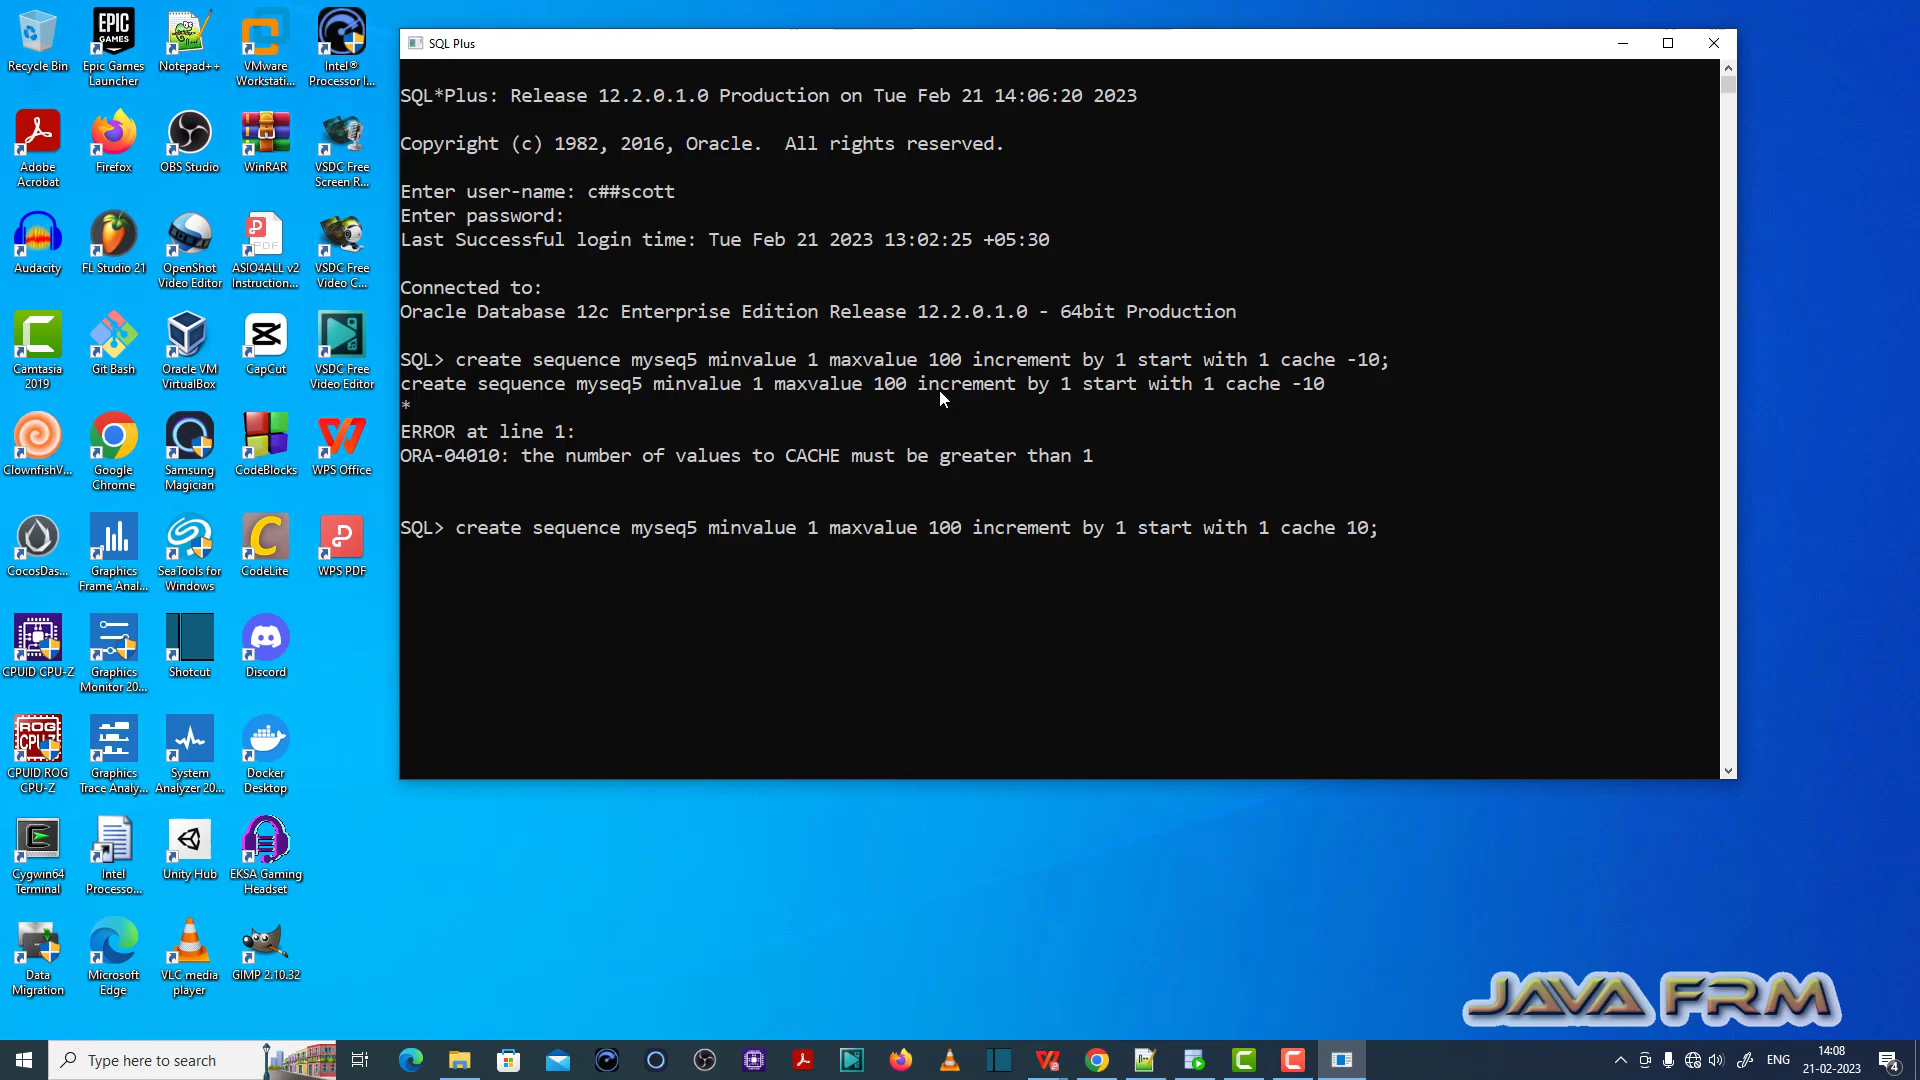 Recycle Bin
Epic Games Launcher
Notepad++
VMware Workstati...
Intel® Processor I...
Adobe Acrobat
Firefox
OBS Studio
WinRAR
VSDC Free Screen R...
Audacity
FL Studio 21
OpenShot Video Editor
ASIO4ALL v2 Instruction...
VSDC Free Video C...
Camtasia 2019
Git Bash
Oracle VM VirtualBox
CapCut
VSDC Free Video Editor
ClownfishV...
Google Chrome
Samsung Magician
CodeBlocks
WPS Office
CocosDas...
Graphics Frame Anal...
SeaTools for Windows
CodeLite
WPS PDF
CPUID CPU-Z
Graphics Monitor 20...
Shotcut
Discord
CPUID ROG CPU-Z
Graphics Trace Analy...
System Analyzer 20...
Docker Desktop
Cygwin64 Terminal
Intel Processo...
Unity Hub
EKSA Gaming Headset
Data Migration
Microsoft Edge
VLC media player
GIMP 2.10.32
SQL Plus
SQL*Plus: Release 12.2.0.1.0 Production on Tue Feb 21 14:06:20 2023
Copyright (c) 1982, 2016, Oracle.  All rights reserved.
Enter user-name: c##scott
Enter password:
Last Successful login time: Tue Feb 21 2023 13:02:25 +05:30
Connected to:
Oracle Database 12c Enterprise Edition Release 12.2.0.1.0 - 64bit Production
SQL> create sequence myseq5 minvalue 1 maxvalue 100 increment by 1 start with 1 cache -10;
create sequence myseq5 minvalue 1 maxvalue 100 increment by 1 start with 1 cache -10
*
ERROR at line 1:
ORA-04010: the number of values to CACHE must be greater than 1
SQL> create sequence myseq5 minvalue 1 maxvalue 100 increment by 1 start with 1 cache 10;
JAVA FRM
Type here to search
ENG
14:08
21-02-2023
4